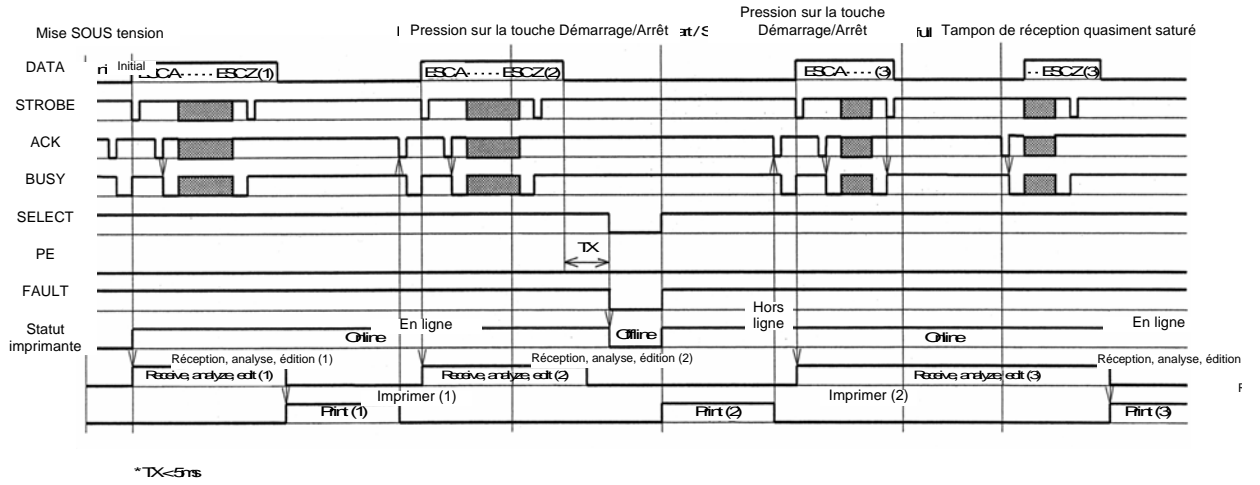 Mise SOUS tension
Pression sur la touche Démarrage/Arrêt
Pression sur la touche
Démarrage/Arrêt
full
Tampon de réception quasiment saturé
DATA
Initial
ESCA ····· ESCZ (1)
ESCA ····· ESCZ (2)
ESCA ···· (3)
·· ESCZ (3)
STROBE
ACK
BUSY
SELECT
PE
TX
FAULT
Statut
imprimante
Online
En ligne
Offline
Hors
ligne
Online
En ligne
Réception, analyse, édition (1)
Réception, analyse, édition (2)
Réception, analyse, édition
Receive, analyze, edit (1)
Receive, analyze, edit (2)
Receive, analyze, edit (3)
Imprimer (1)
Imprimer (2)
Print (1)
Print (2)
Print (3)
* TX<5ms